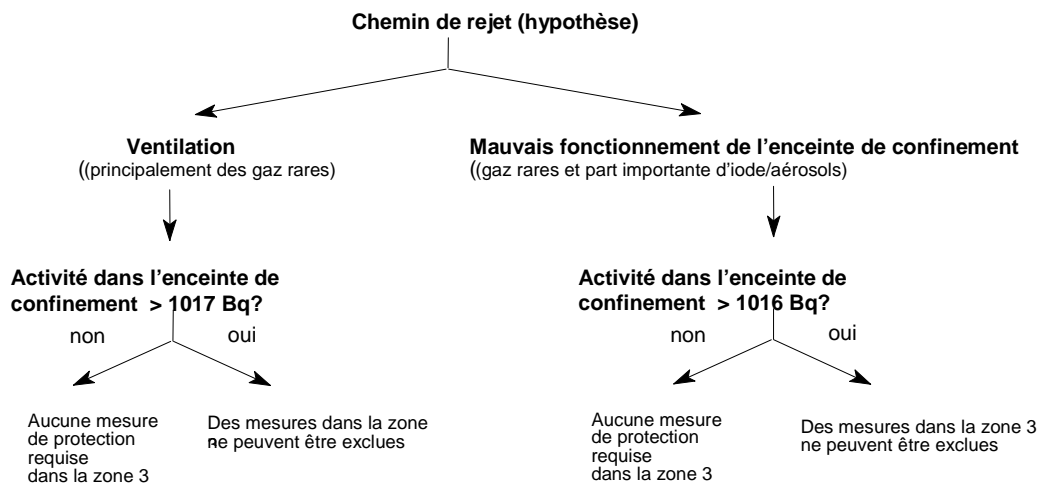 Chemin de rejet (hypothèse)
Ventilation
((principalement des gaz rares)
Mauvais fonctionnement de l'enceinte de confinement
((gaz rares et part importante d'iode/aérosols)
Activité dans l'enceinte de
confinement > 1017 Bq?
non oui
Activité dans l'enceinte de
confinement > 1016 Bq?
non oui
Aucune mesure
de protection
requise
dans la zone 3
Des mesures dans la zone
ne peuvent être exclues
Aucune mesure
de protection
requise
dans la zone 3
Des mesures dans la zone 3
ne peuvent être exclues